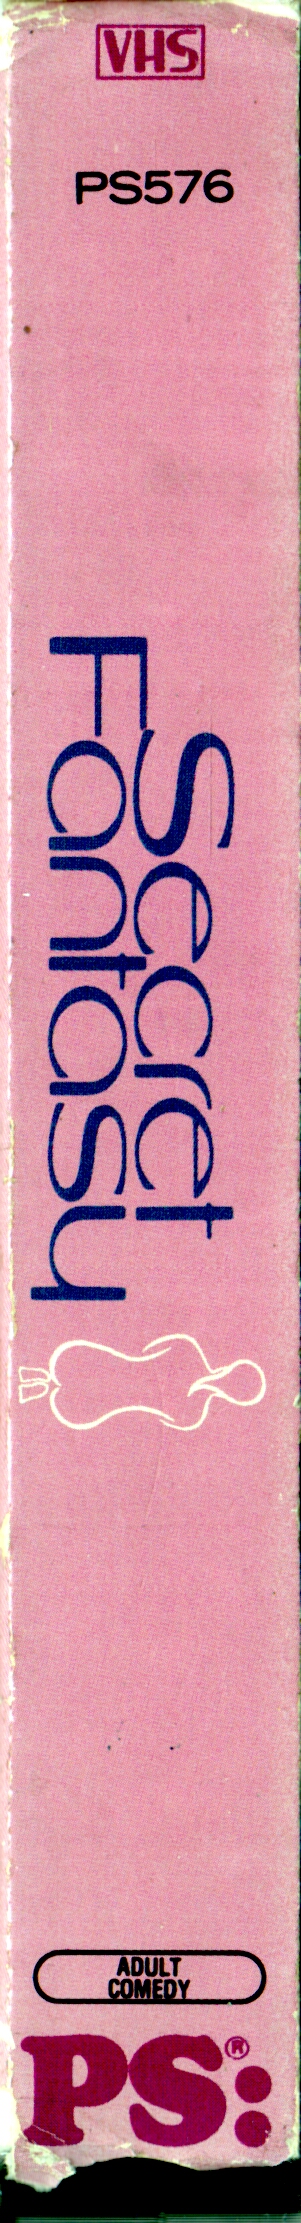 VHS
PS576
Secret
Fantasy
ADULT
COMEDY
PS:®